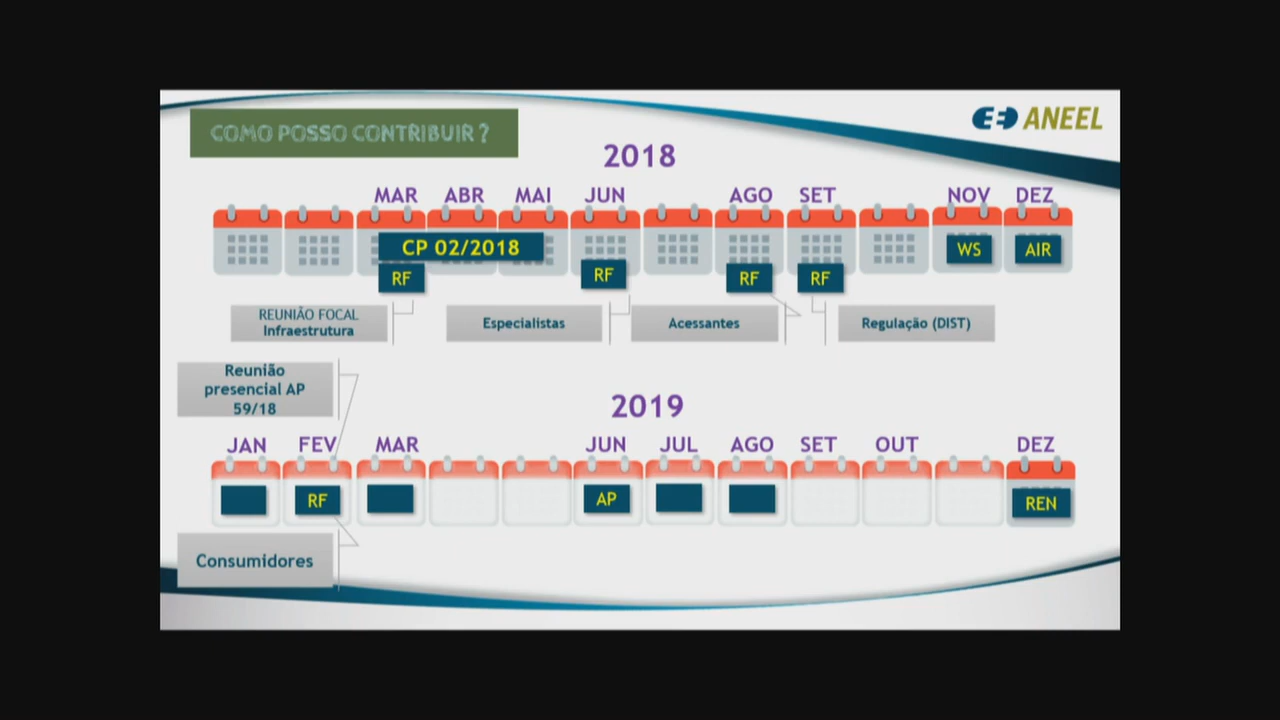 COMO POSSO CONTRIBUIR ?
ANEEL
2018
MAR ABR MAI JUN AGO SET NOV DEZ
CP 02/2018 WS AIR
RF RF RF RF
REUNIÃO FOCAL
Infraestrutura
Especialistas
Acessantes
Regulação (DIST)
Reunião
presencial AP
59/18
2019
JAN FEV MAR JUN JUL AGO SET OUT DEZ
RF AP REN
Consumidores